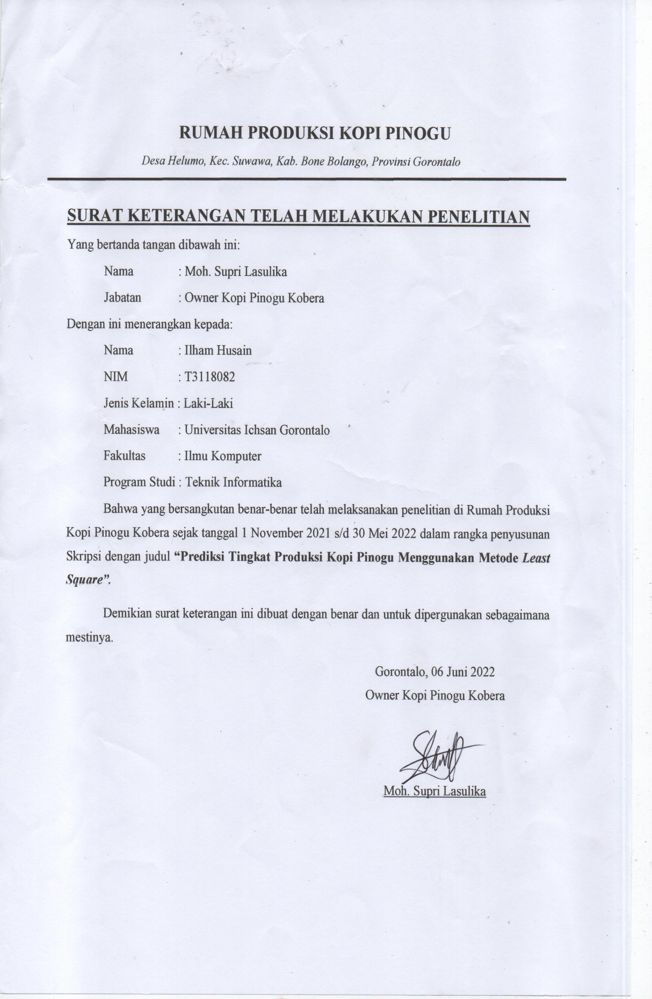 RUMAH PRODUKSI KOPI PINOGU
Desa Helumo, Kec. Suwawa, Kab. Bone Bolango, Provinsi Gorontalo
SURAT KETERANGAN TELAH MELAKUKAN PENELITIAN
Yang bertanda tangan dibawah ini:
Nama : Moh. Supri Lasulika
Jabatan : Owner Kopi Pinogu Kobera
Dengan ini menerangkan kepada:
Nama : Ilham Husain
NIM : T3118082
Jenis Kelamin : Laki-Laki
Mahasiswa : Universitas Ichsan Gorontalo
Fakultas : Ilmu Komputer
Program Studi : Teknik Informatika
Bahwa yang bersangkutan benar-benar telah melaksanakan penelitian di Rumah Produksi
Kopi Pinogu Kobera sejak tanggal 1 November 2021 s/d 30 Mei 2022 dalam rangka penyusunan
Skripsi dengan judul “Prediksi Tingkat Produksi Kopi Pinogu Menggunakan Metode Least
Square”.
Demikian surat keterangan ini dibuat dengan benar dan untuk dipergunakan sebagaimana
mestinya.
Gorontalo, 06 Juni 2022
Owner Kopi Pinogu Kobera
Moh. Supri Lasulika